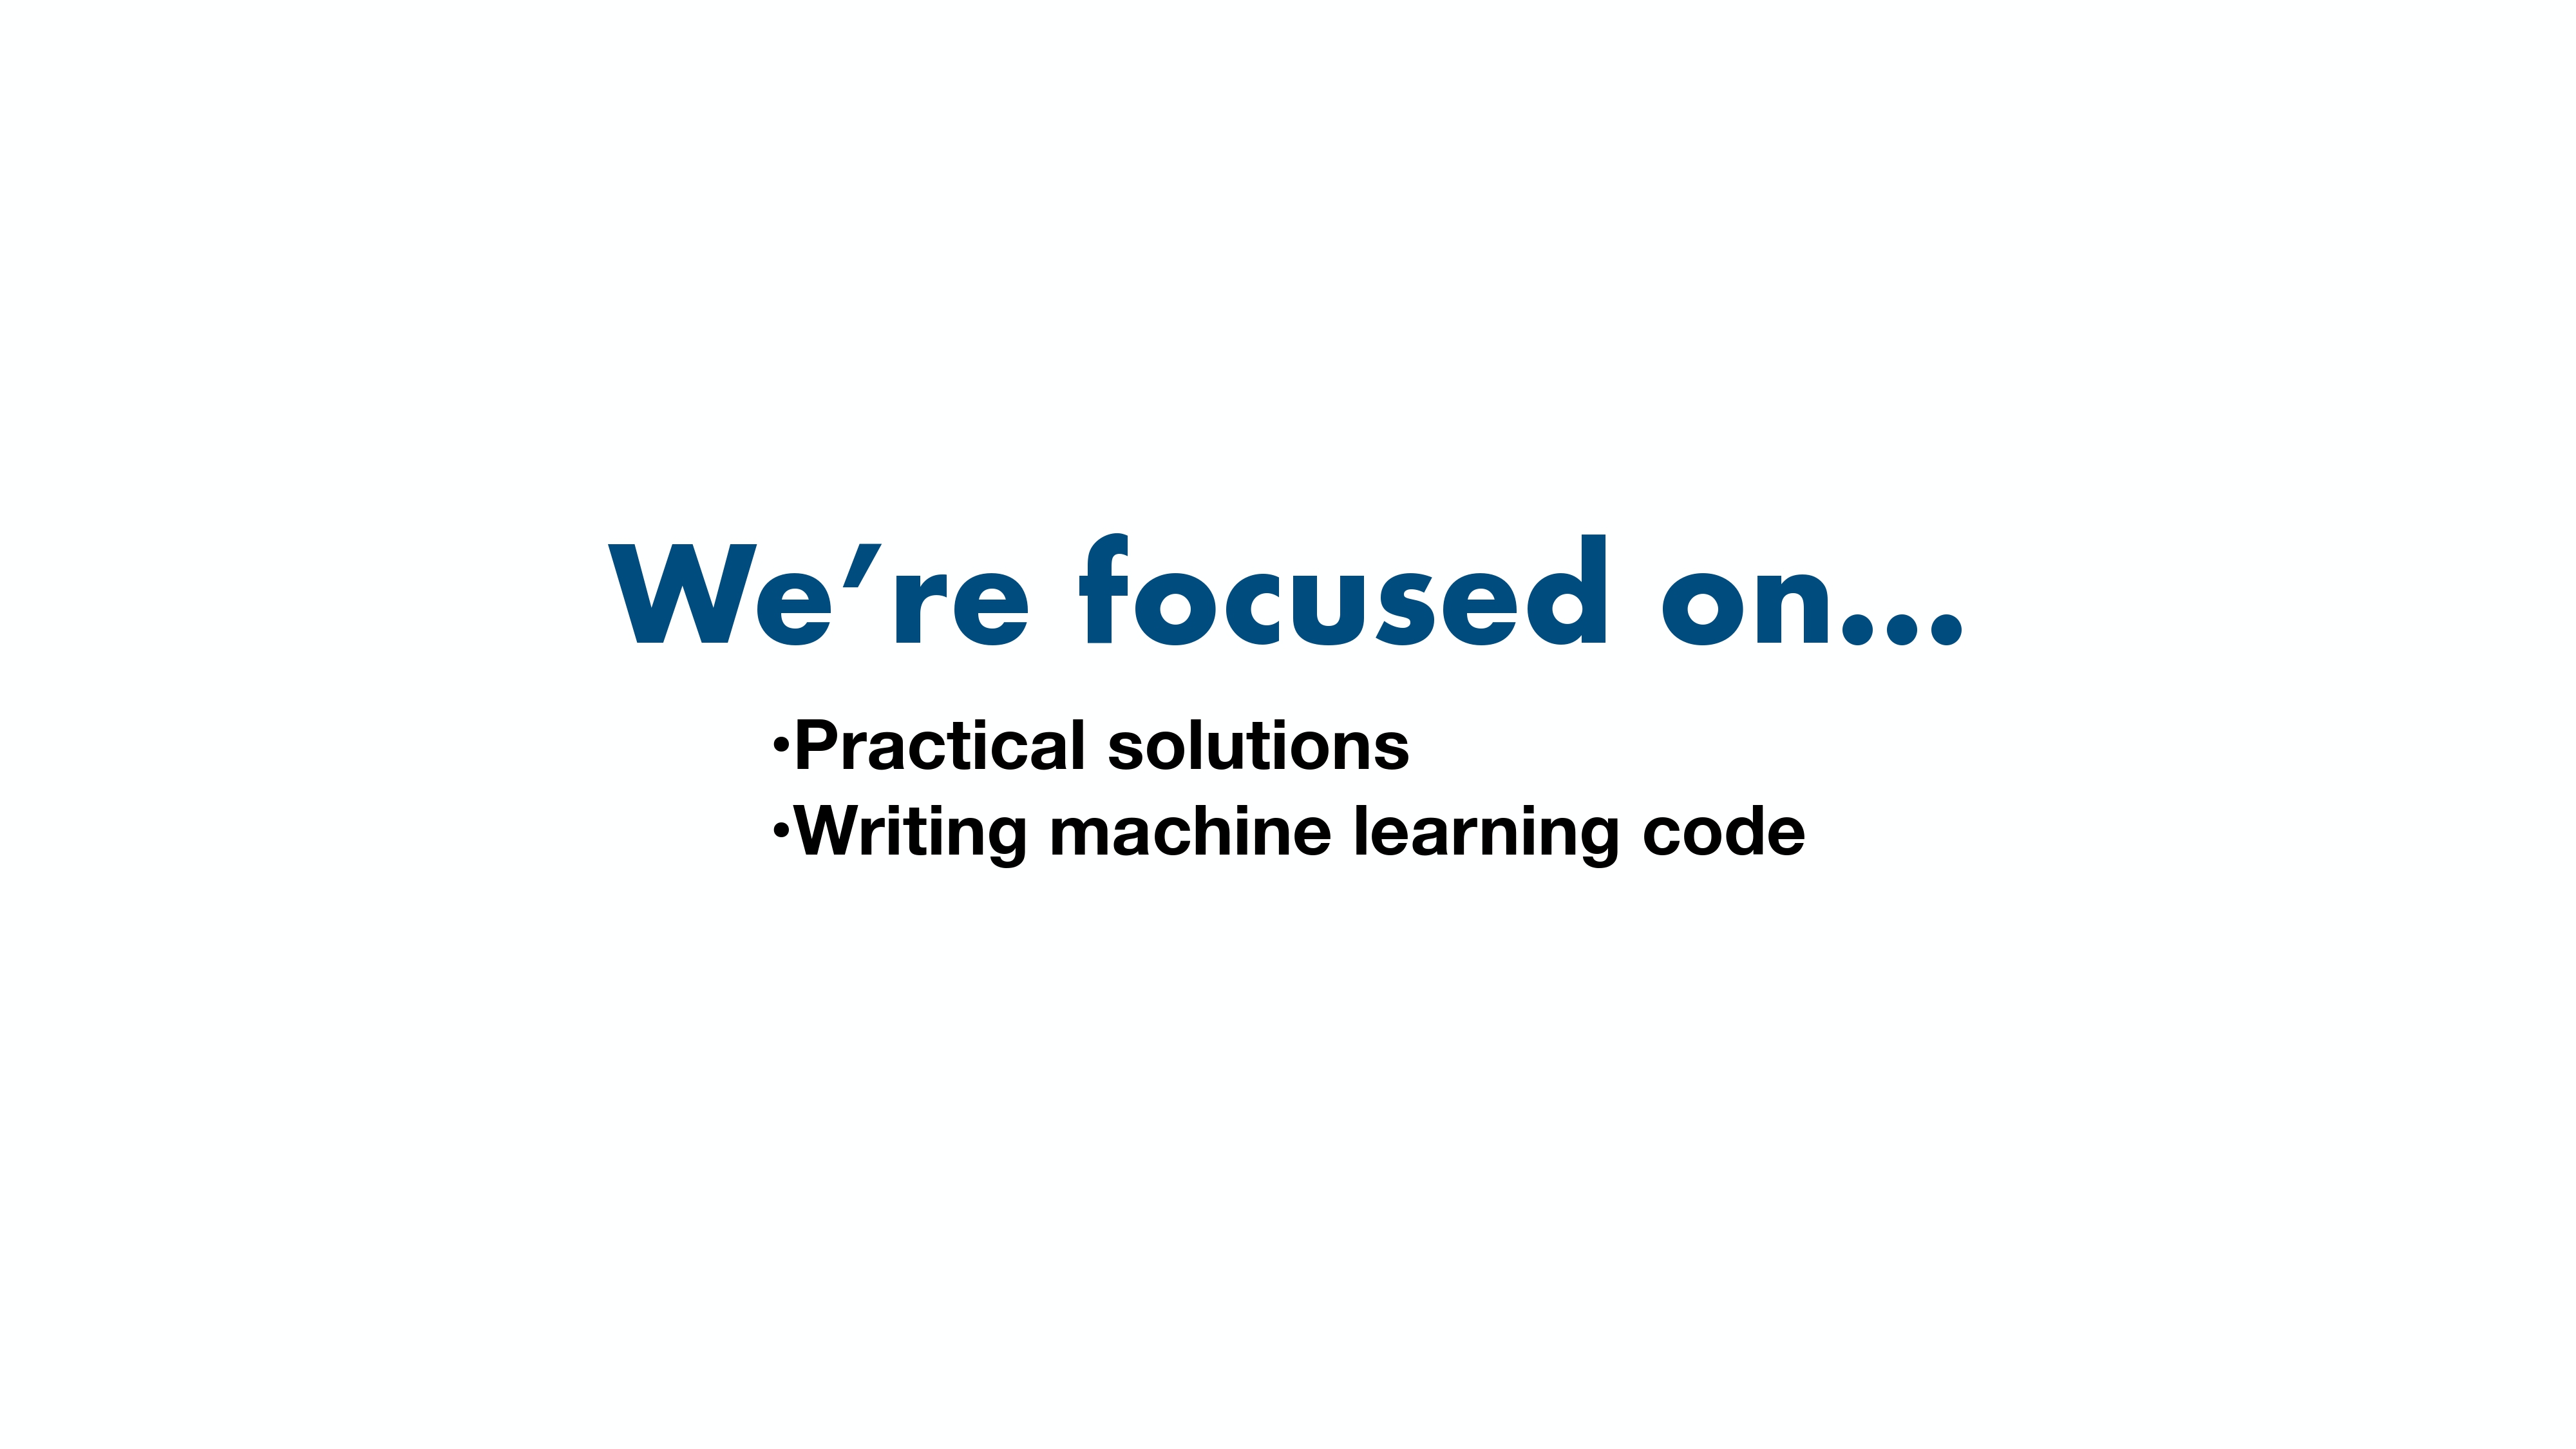 We’re focused on...
•Practical solutions
•Writing machine learning code